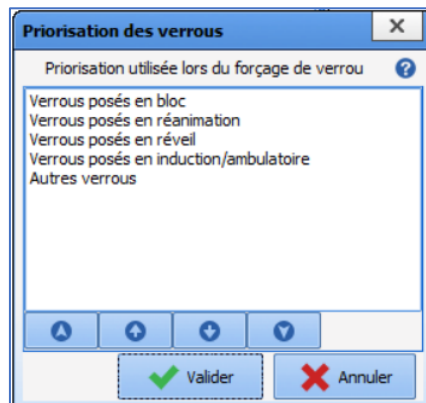 Priorisation des verrous
Priorisation utilisée lors du forçage de verrou
Verrous posés en bloc
Verrous posés en réanimation
Verrous posés en réveil
Verrous posés en induction/ambulatoire
Autres verrous
Valider
Annuler